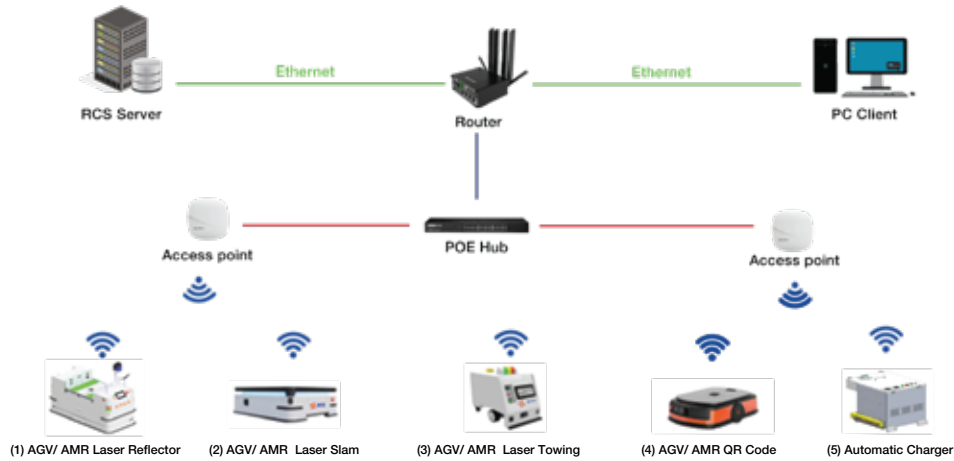 Ethernet
Ethernet
RCS Server
Router
PC Client
Access point
POE Hub
Access point
(1) AGV/ AMR Laser Reflector
(2) AGV/ AMR Laser Slam
(3) AGV/ AMR Laser Towing
(4) AGV/ AMR QR Code
(5) Automatic Charger